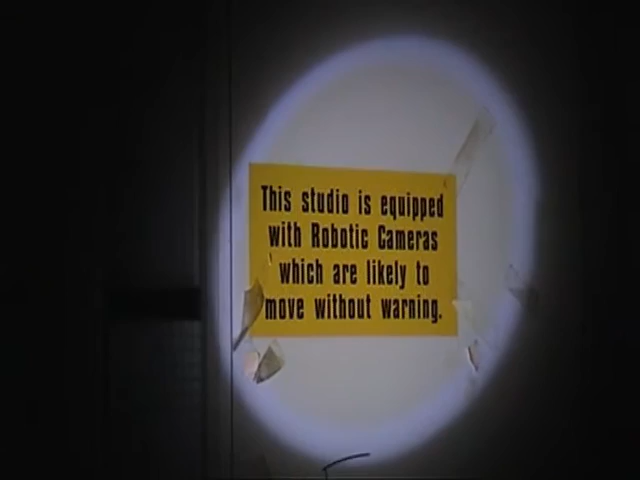 This studio is equipped
with Robotic Cameras
which are likely to
move without warning.